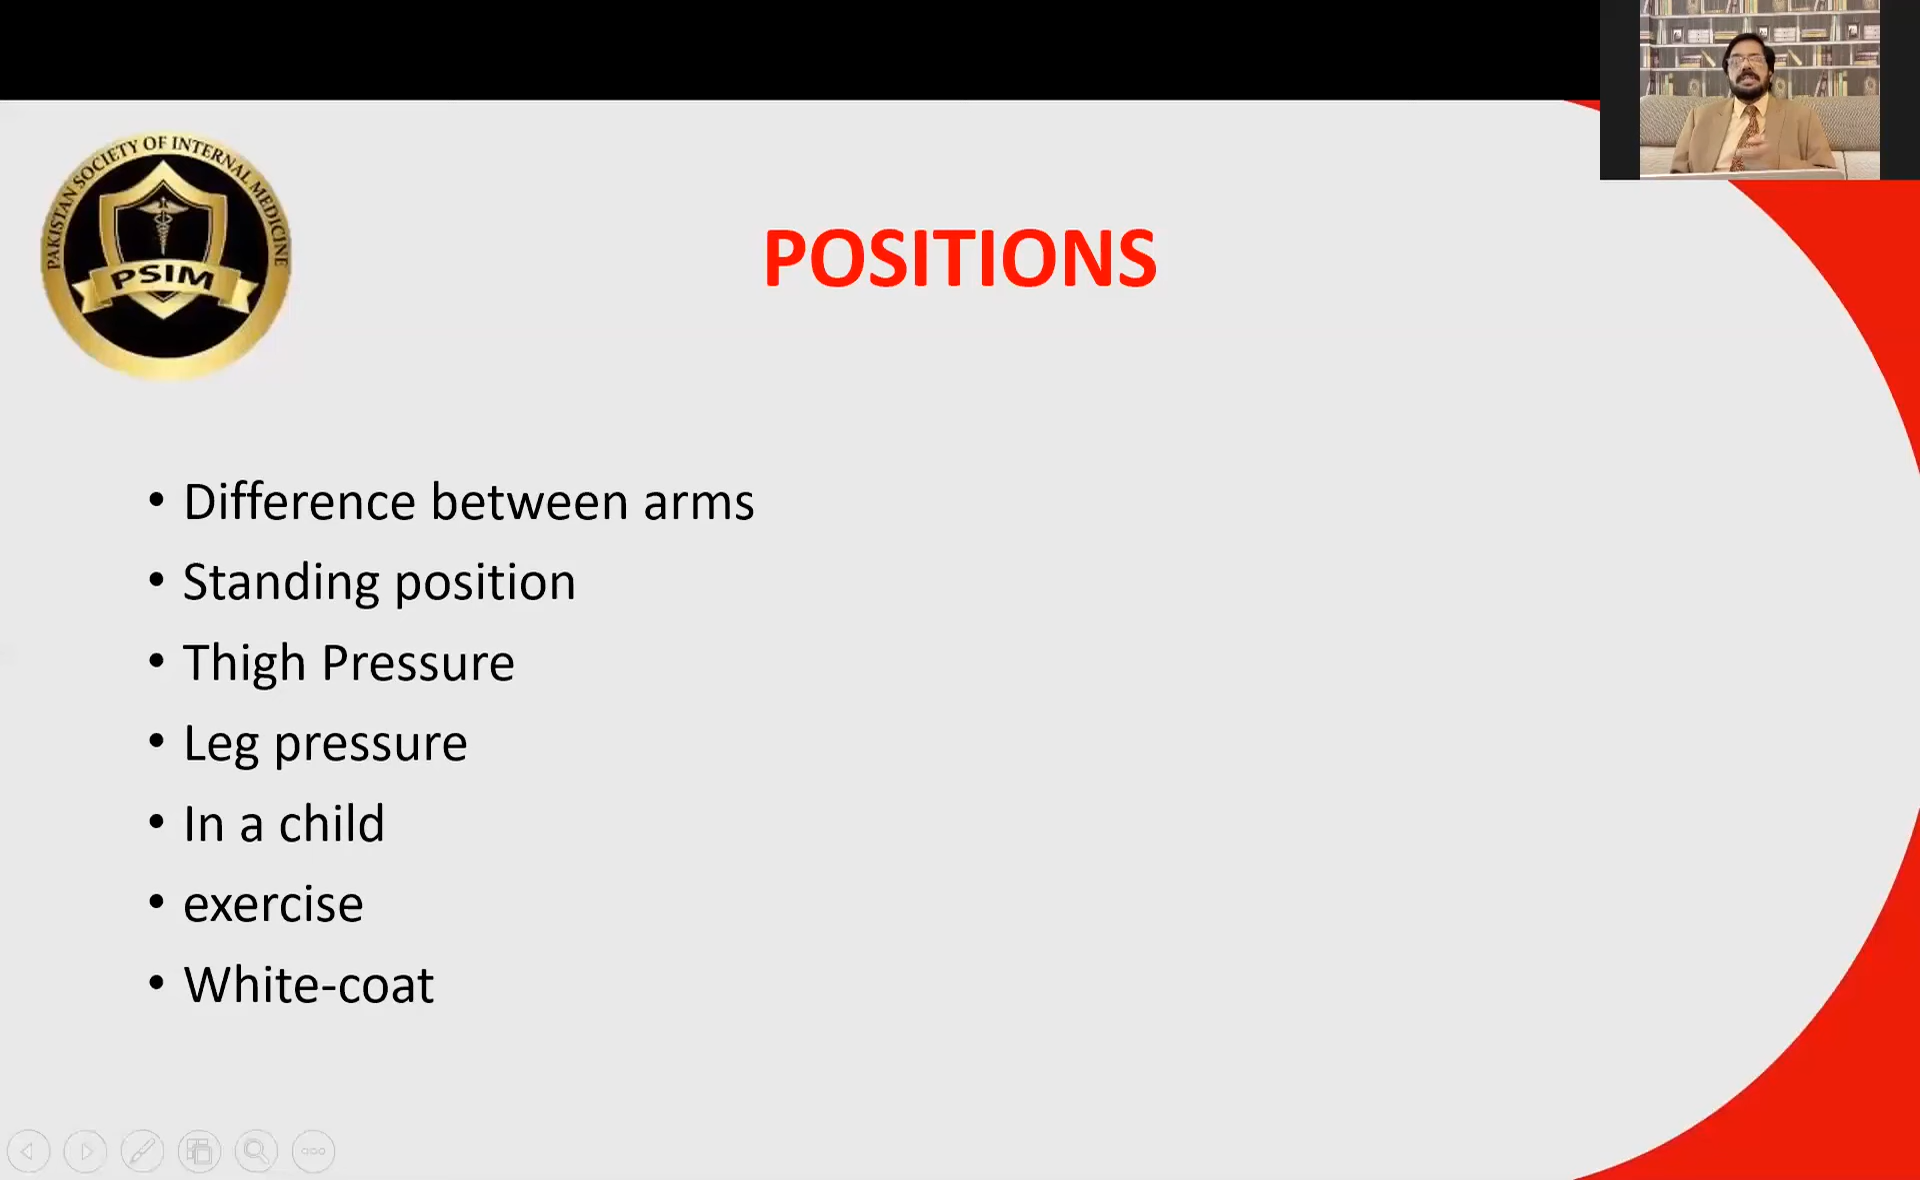 PAKISTAN SOCIETY OF INTERNAL MEDICINE
PSIM
POSITIONS
• Difference between arms
• Standing position
• Thigh Pressure
• Leg pressure
• In a child
• exercise
• White-coat